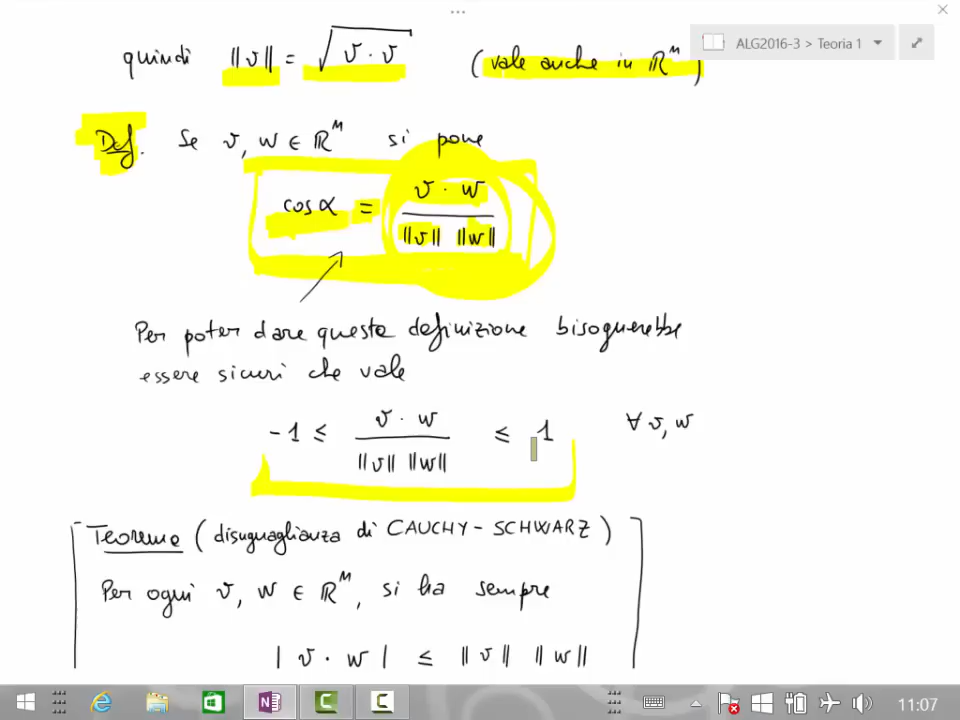 ALG2016-3 > Teoria 1
quindi ||v|| = √(v · v) (vale anche in ℝⁿ)
Def. Se v, w ∈ ℝⁿ si pone
cos α = (v · w) / (||v|| ||w||)
Per poter dare questa definizione bisognerebbe
essere sicuri che vale
-1 ≤ (v · w) / (||v|| ||w||) ≤ 1 ∀ v, w
Teorema (disuguaglianza di CAUCHY-SCHWARZ)
Per ogni v, w ∈ ℝⁿ, si ha sempre
| v · w | ≤ ||v|| ||w||
11:07